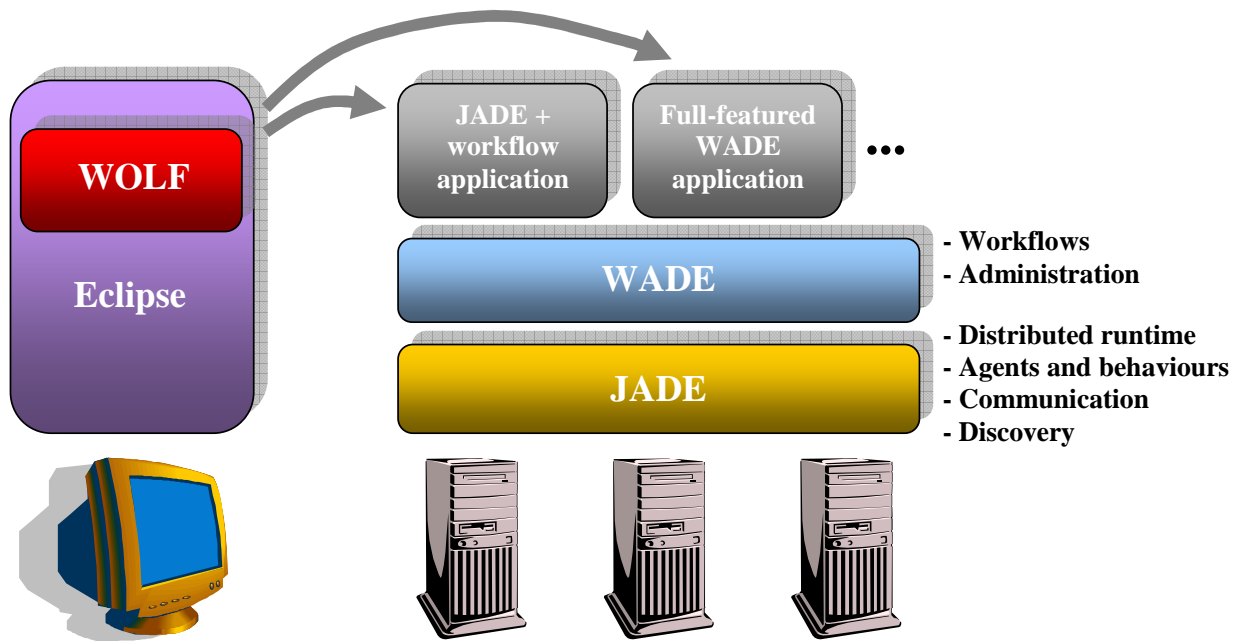 WOLF
Eclipse
JADE +
workflow
application
Full-featured
WADE
application
...
WADE
- Workflows
- Administration
JADE
- Distributed runtime
- Agents and behaviours
- Communication
- Discovery